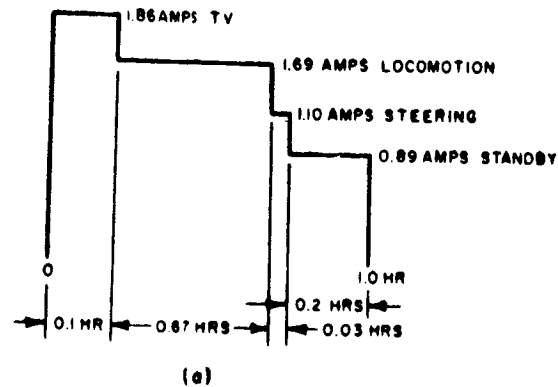 1.86 AMPS TV
1.69 AMPS LOCOMOTION
1.10 AMPS STEERING
0.89 AMPS STANDBY
0
1.0 HR
0.2 HRS
0.1 HR
0.67 HRS
0.03 HRS
(a)